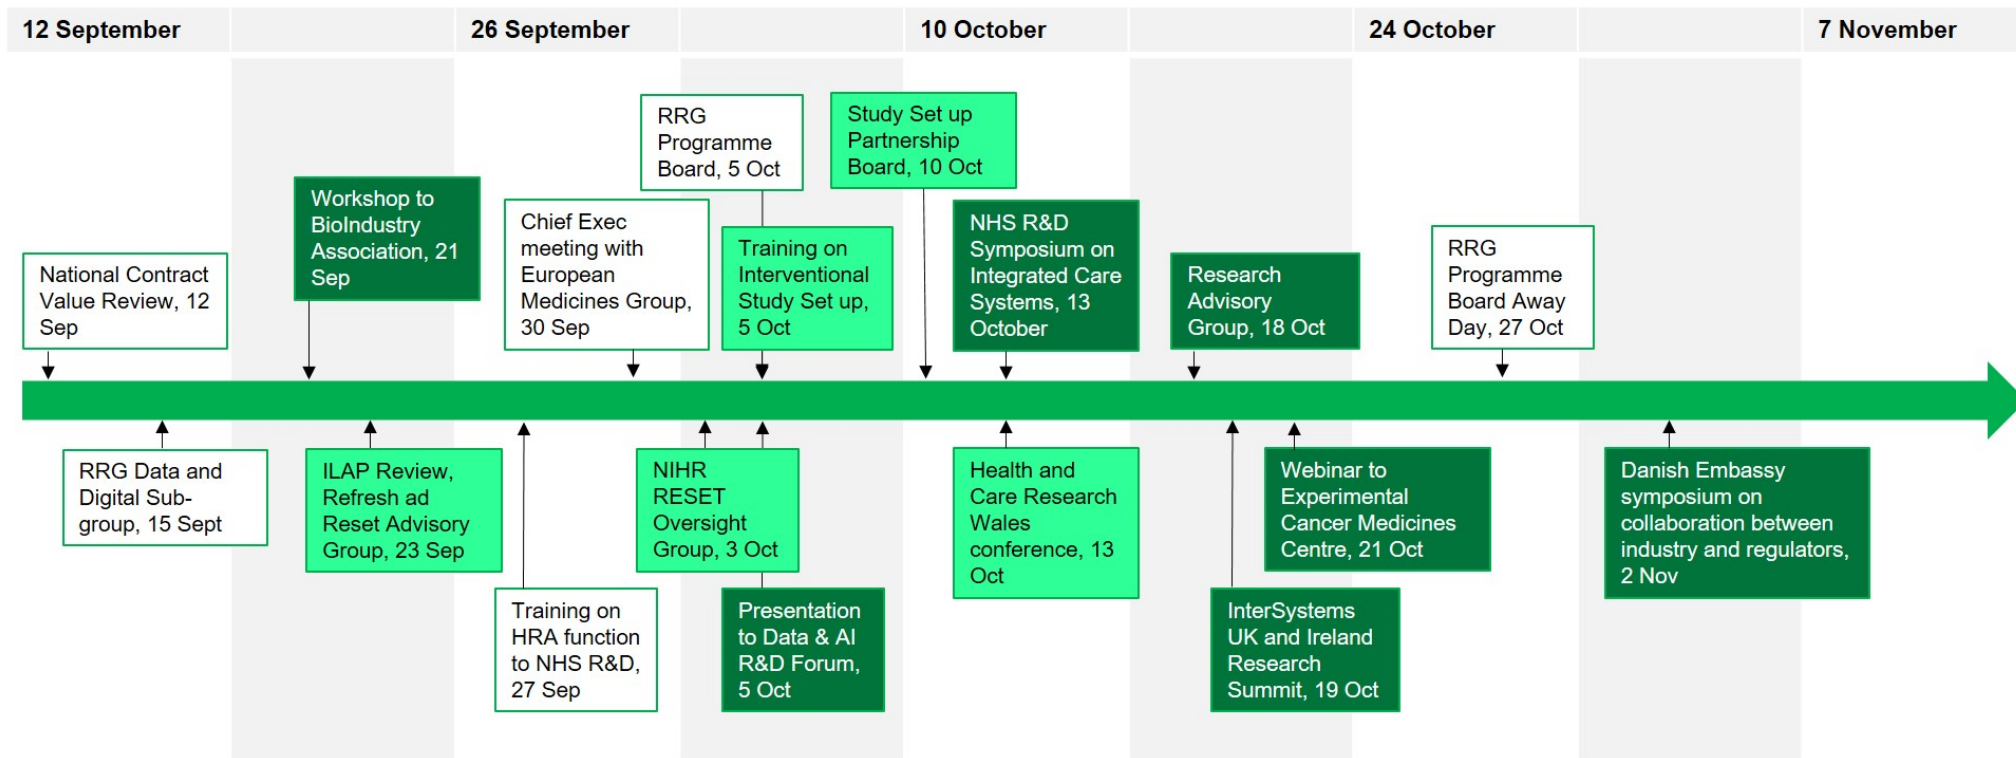 12 September
26 September
10 October
24 October
7 November
National Contract
Value Review, 12
Sep
Workshop to
BioIndustry
Association, 21
Sep
Chief Exec
meeting with
European
Medicines Group,
30 Sep
RRG
Programme
Board, 5 Oct
Training on
Interventional
Study Set up,
5 Oct
Study Set up
Partnership
Board, 10 Oct
NHS R&D
Symposium on
Integrated Care
Systems, 13
October
Research
Advisory
Group, 18 Oct
RRG
Programme
Board Away
Day, 27 Oct
RRG Data and
Digital Sub-
group, 15 Sept
ILAP Review,
Refresh ad
Reset Advisory
Group, 23 Sep
Training on
HRA function
to NHS R&D,
27 Sep
NIHR
RESET
Oversight
Group, 3 Oct
Presentation
to Data & AI
R&D Forum,
5 Oct
Health and
Care Research
Wales
conference, 13
Oct
InterSystems
UK and Ireland
Research
Summit, 19 Oct
Webinar to
Experimental
Cancer Medicines
Centre, 21 Oct
Danish Embassy
symposium on
collaboration between
industry and regulators,
2 Nov